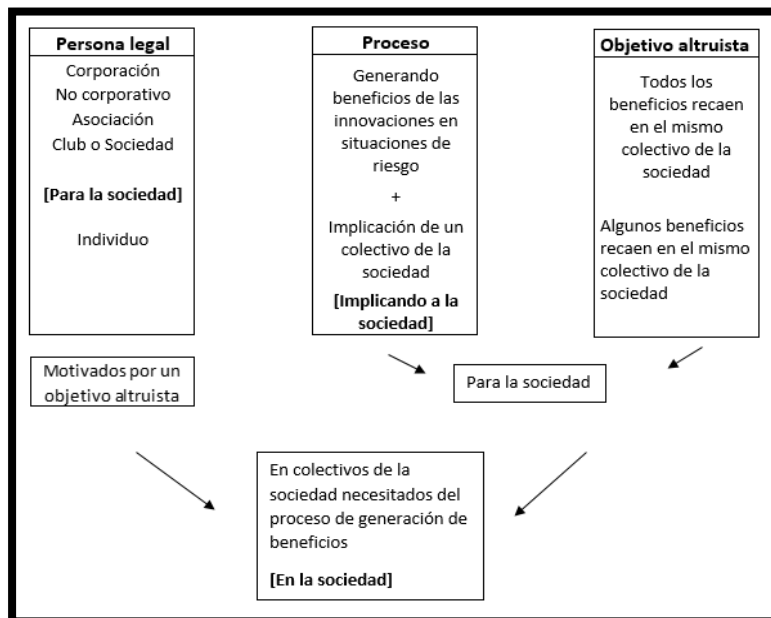 Persona legal
Corporación
No corporativo
Asociación
Club o Sociedad
[Para la sociedad]
Individuo
Proceso
Generando
beneficios de las
innovaciones en
situaciones de
riesgo
+
Implicación de un
colectivo de la
sociedad
[Implicando a la
sociedad]
Objetivo altruista
Todos los
beneficios recaen
en el mismo
colectivo de la
sociedad
Algunos beneficios
recaen en el mismo
colectivo de la
sociedad
Motivados por un
objetivo altruista
Para la sociedad
En colectivos de la
sociedad necesitados del
proceso de generación de
beneficios
[En la sociedad]